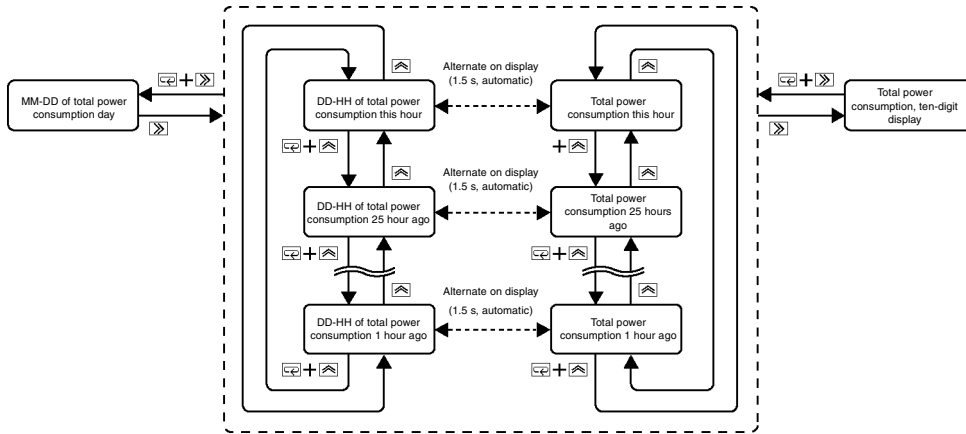 Alternate on display
(1.5 s, automatic)
MM-DD of total power
consumption day
DD-HH of total power
consumption this hour
Total power
consumption this hour
Total power
consumption, ten-digit
display
+
+
+
+
Alternate on display
(1.5 s, automatic)
DD-HH of total power
consumption 25 hour ago
Total power
consumption 25 hours
ago
+
+
Alternate on display
(1.5 s, automatic)
DD-HH of total power
consumption 1 hour ago
Total power
consumption 1 hour ago
+
+